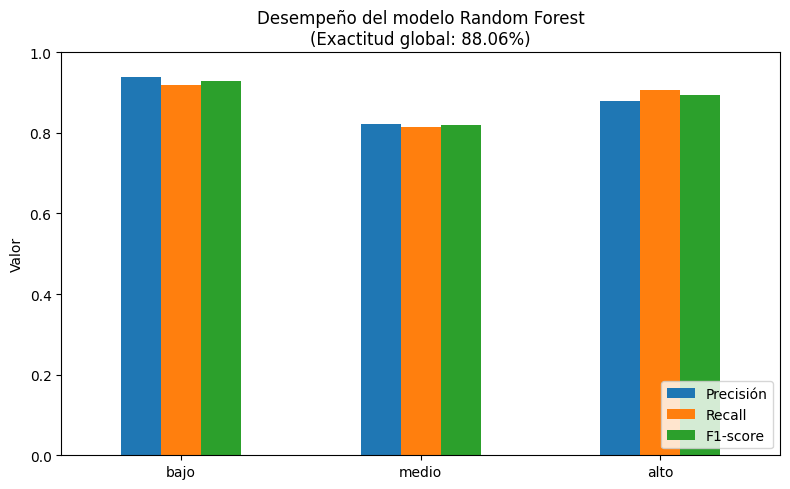 Desempeño del modelo Random Forest
(Exactitud global: 88.06%)
Valor
1.0
0.8
0.6
0.4
0.2
0.0
bajo
medio
alto
Precisión
Recall
F1-score